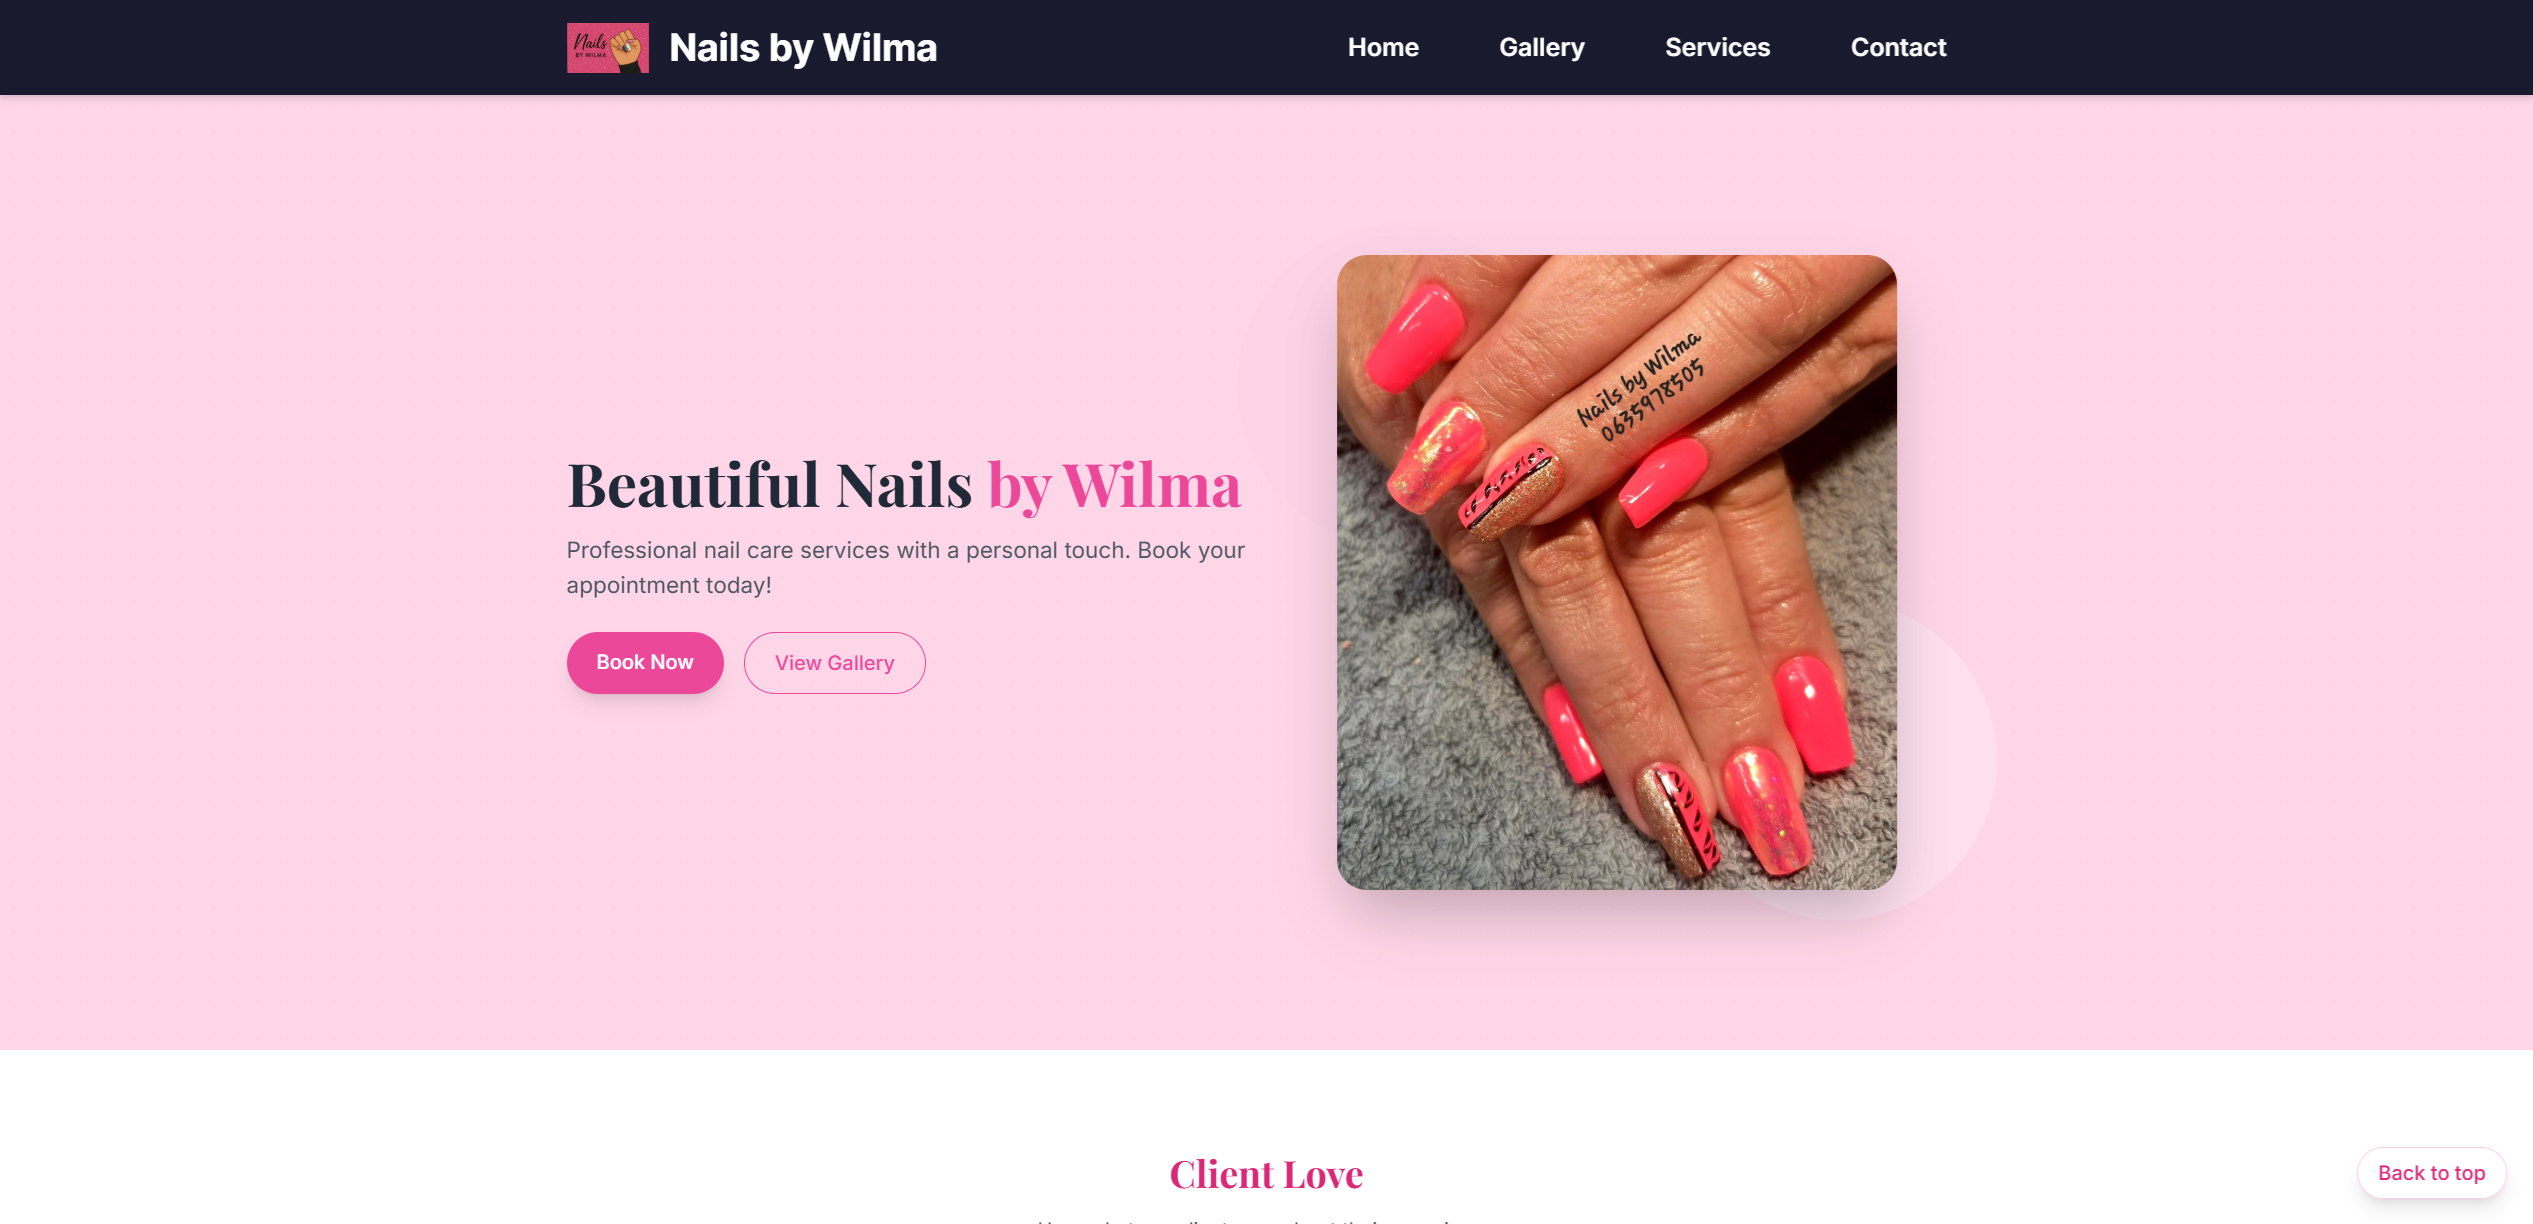 Nails
BY WILMA
Nails by Wilma
Home
Gallery
Services
Contact
Beautiful Nails by Wilma
Professional nail care services with a personal touch. Book your
appointment today!
Book Now
View Gallery
Nails by Wilma
0635978505
Client Love
Back to top